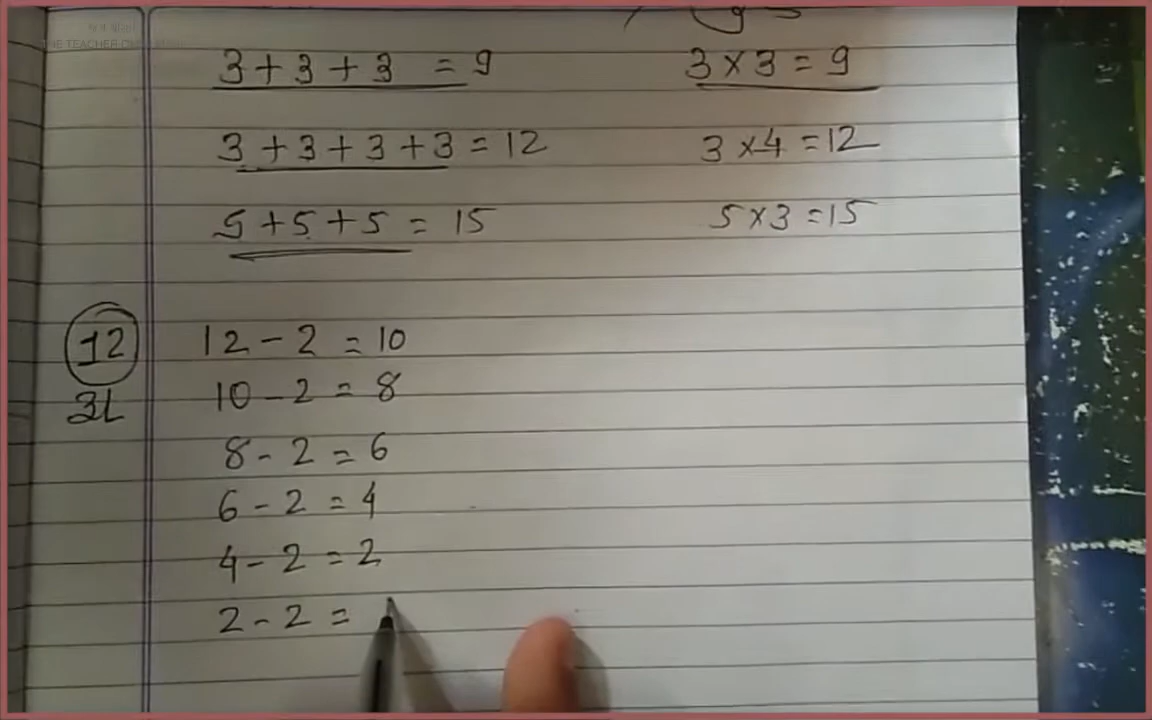 THE TEACHER
3+3+3 = 9 3×3=9
3+3+3+3=12 3×4=12
5+5+5 = 15 5×3=15
12 12-2=10
10-2=8
8-2=6
6-2=4
4-2=2
2-2=